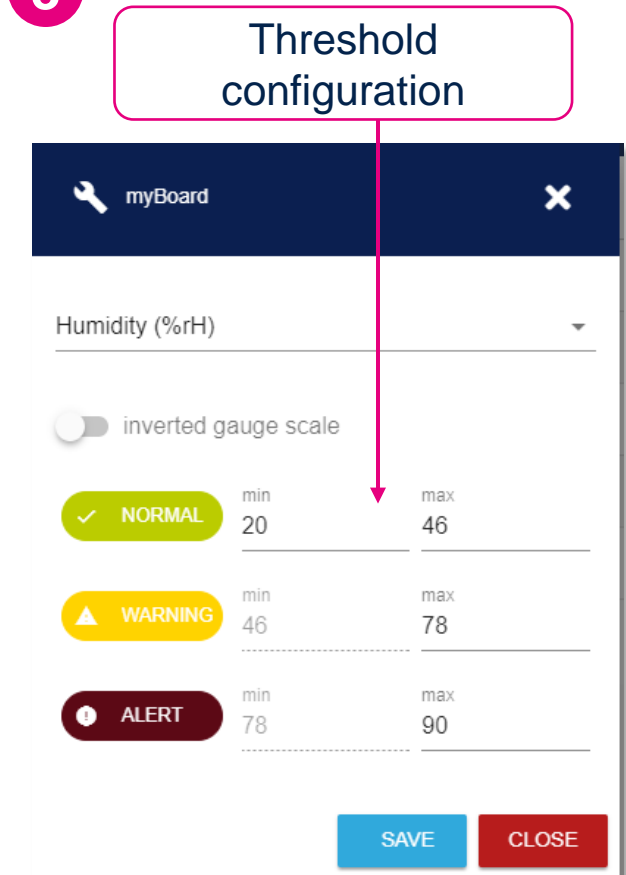 Threshold
configuration
myBoard
Humidity (%rH)
inverted gauge scale
min max
NORMAL 20 46
min max
WARNING 46 78
min max
ALERT 78 90
SAVE CLOSE